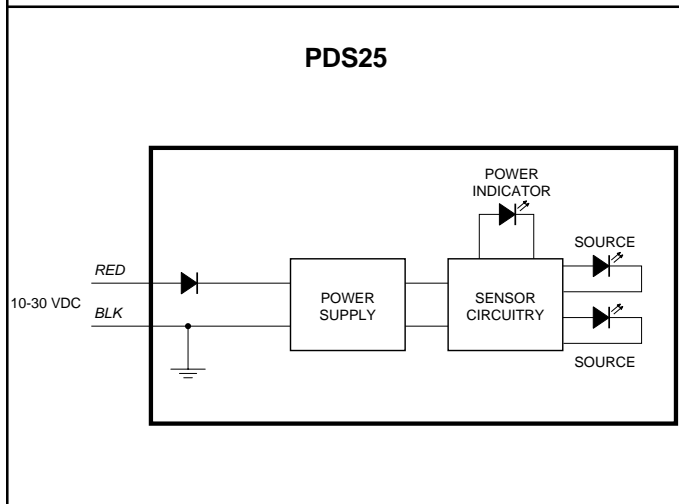 PDS25
POWER
INDICATOR
SOURCE
RED
10-30 VDC
BLK
POWER
SUPPLY
SENSOR
CIRCUITRY
SOURCE